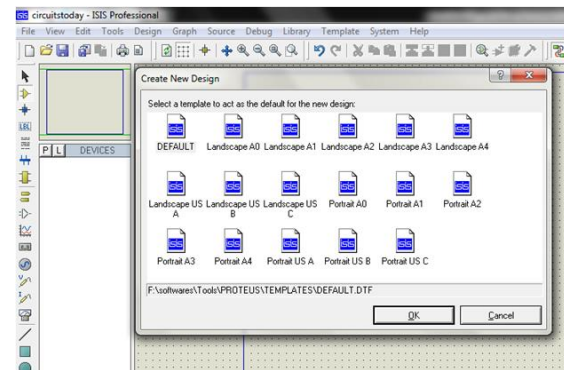 circuitstoday - ISIS Professional
File View Edit Tools Design Graph Source Debug Library Template System Help
Create New Design
Select a template to act as the default for the new design:
DEFAULT Landscape A0 Landscape A1 Landscape A2 Landscape A3 Landscape A4
LBL
P L DEVICES
Landscape US A Landscape US B Landscape US C Portrait A0 Portrait A1 Portrait A2
Portrait A3 Portrait A4 Portrait US A Portrait US B Portrait US C
F:\softwares\Tools\PROTEUS\TEMPLATES\DEFAULT.DTF
OK Cancel